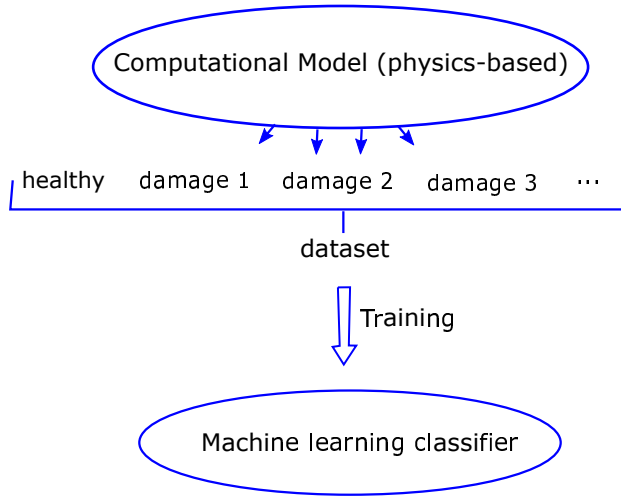 Computational Model (physics-based)
healthy damage 1 damage 2 damage 3 ...
dataset
Training
Machine learning classifier